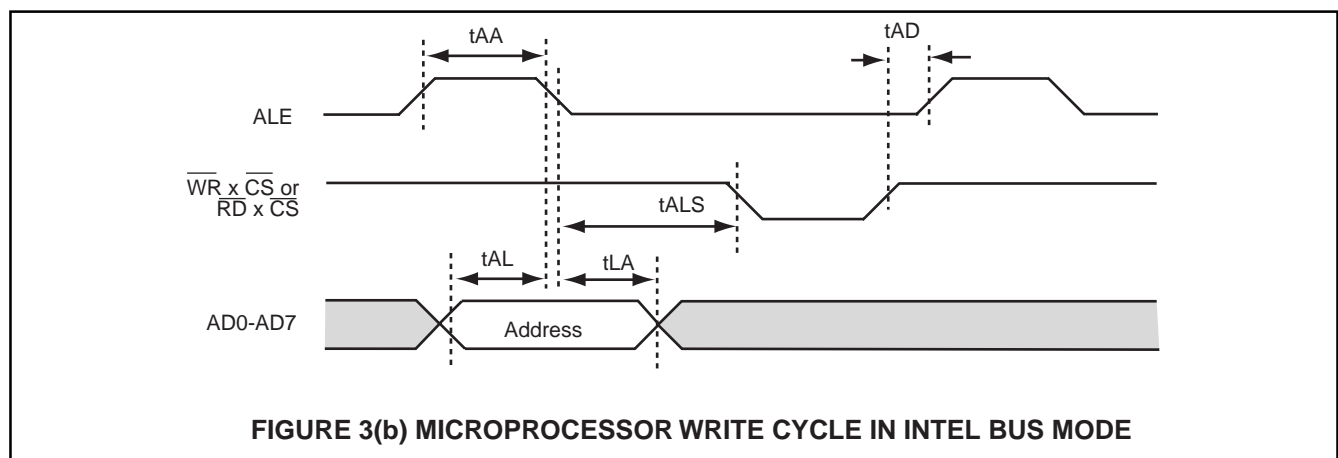 tAA
tAD
ALE
WR x CS or
RD x CS
tALS
tAL
tLA
AD0-AD7
Address
FIGURE 3(b) MICROPROCESSOR WRITE CYCLE IN INTEL BUS MODE